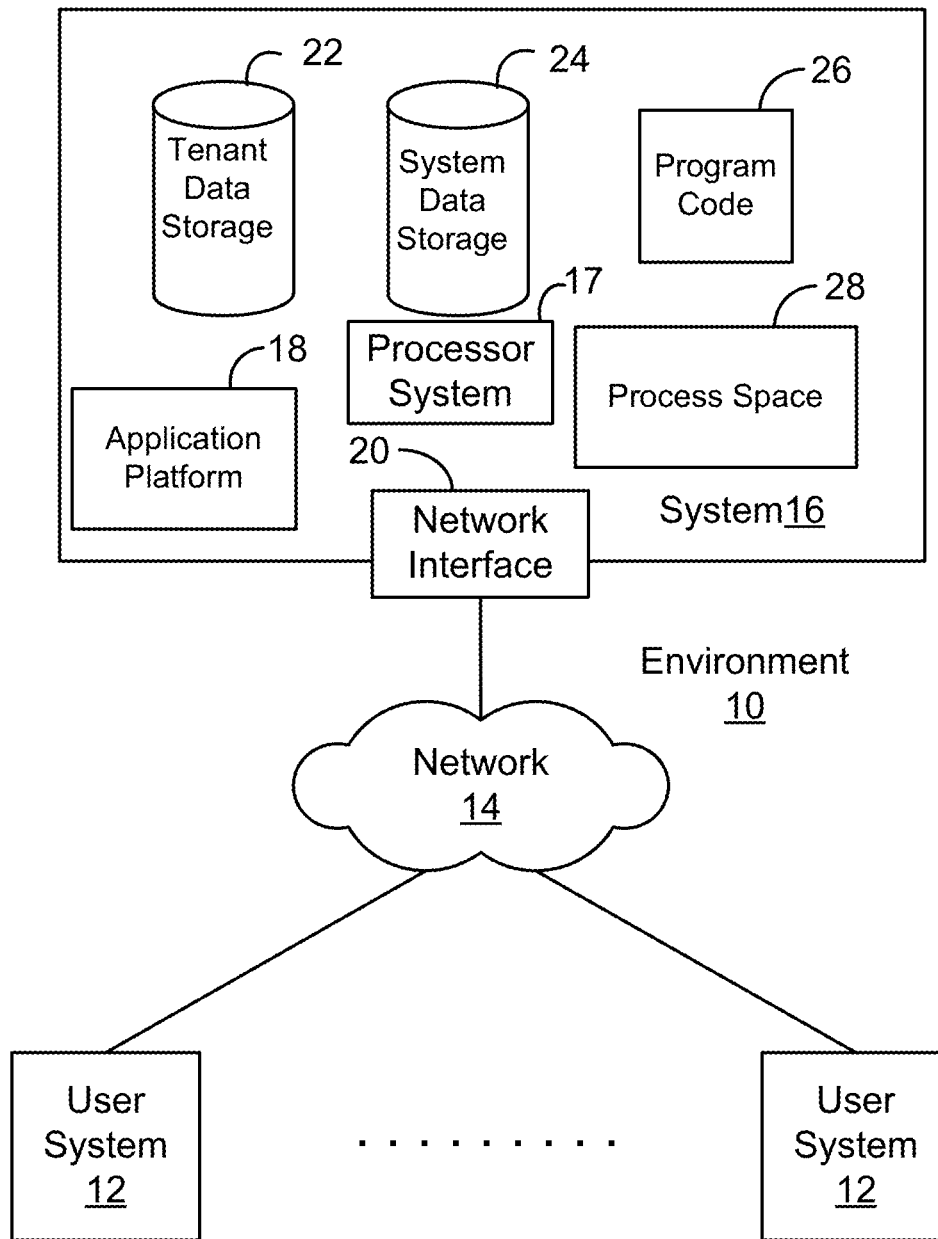 22
24
26
Tenant
Data
Storage
System
Data
Storage
Program
Code
17
28
18
Processor
System
Process Space
Application
Platform
20
Network
Interface
System16
Environment
10
Network
14
User
System
12
.........
User
System
12